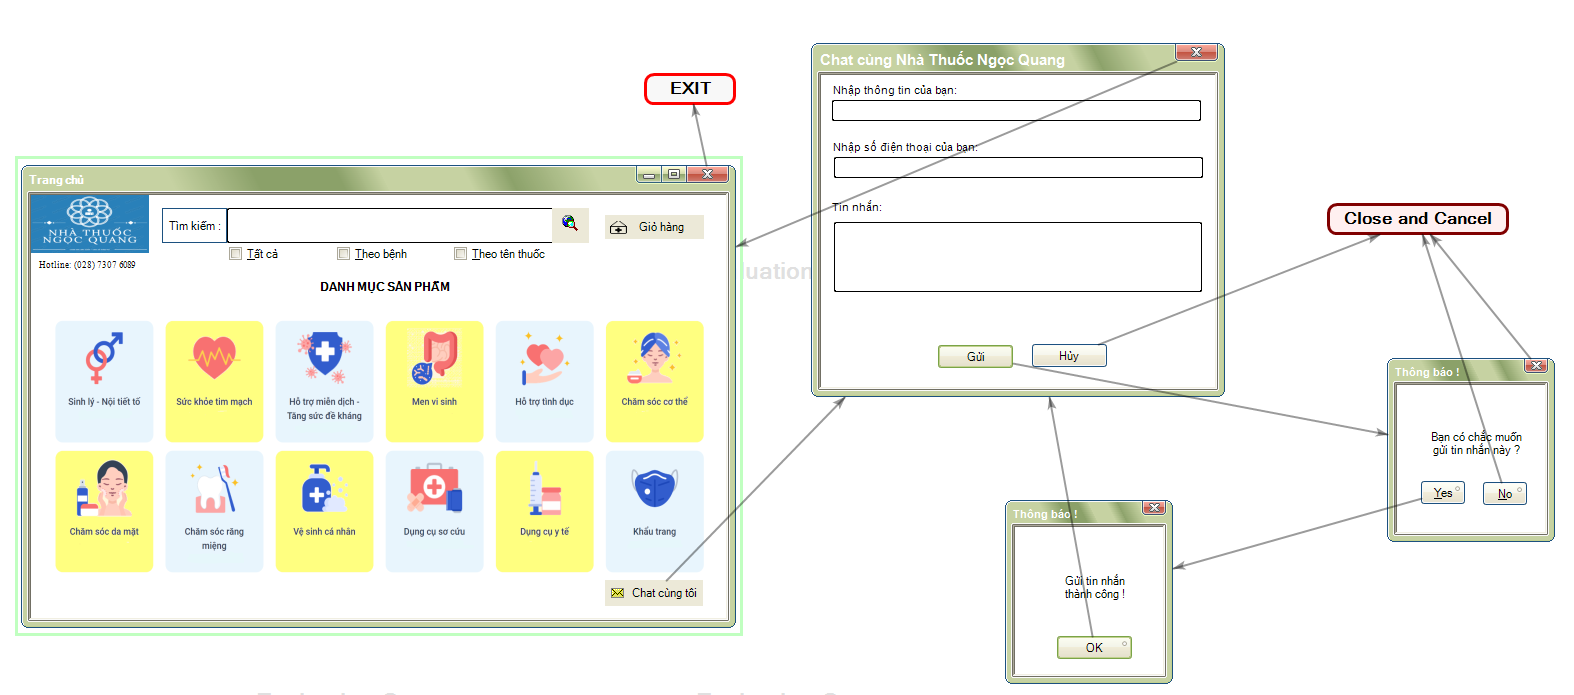 EXIT
Trang chủ
NHÀ THUỐC
NGỌC QUANG
Hotline: (028) 7307 6089
Tìm kiếm :
Giỏ hàng
Tất cả
Theo bệnh
Theo tên thuốc
DANH MỤC SẢN PHẨM
Sinh lý - Nội tiết tố
Sức khỏe tim mạch
Hỗ trợ miễn dịch -
Tăng sức đề kháng
Men vi sinh
Hỗ trợ tình dục
Chăm sóc cơ thể
Chăm sóc da mặt
Chăm sóc răng
miệng
Vệ sinh cá nhân
Dụng cụ sơ cứu
Dụng cụ y tế
Khẩu trang
Chat cùng tôi
Chat cùng Nhà Thuốc Ngọc Quang
Nhập thông tin của bạn:
Nhập số điện thoại của bạn:
Tin nhắn:
Gửi
Hủy
uation
Close and Cancel
Thông báo !
Bạn có chắc muốn
gửi tin nhắn này ?
Yes
No
Thông báo !
Gửi tin nhắn
thành công !
OK